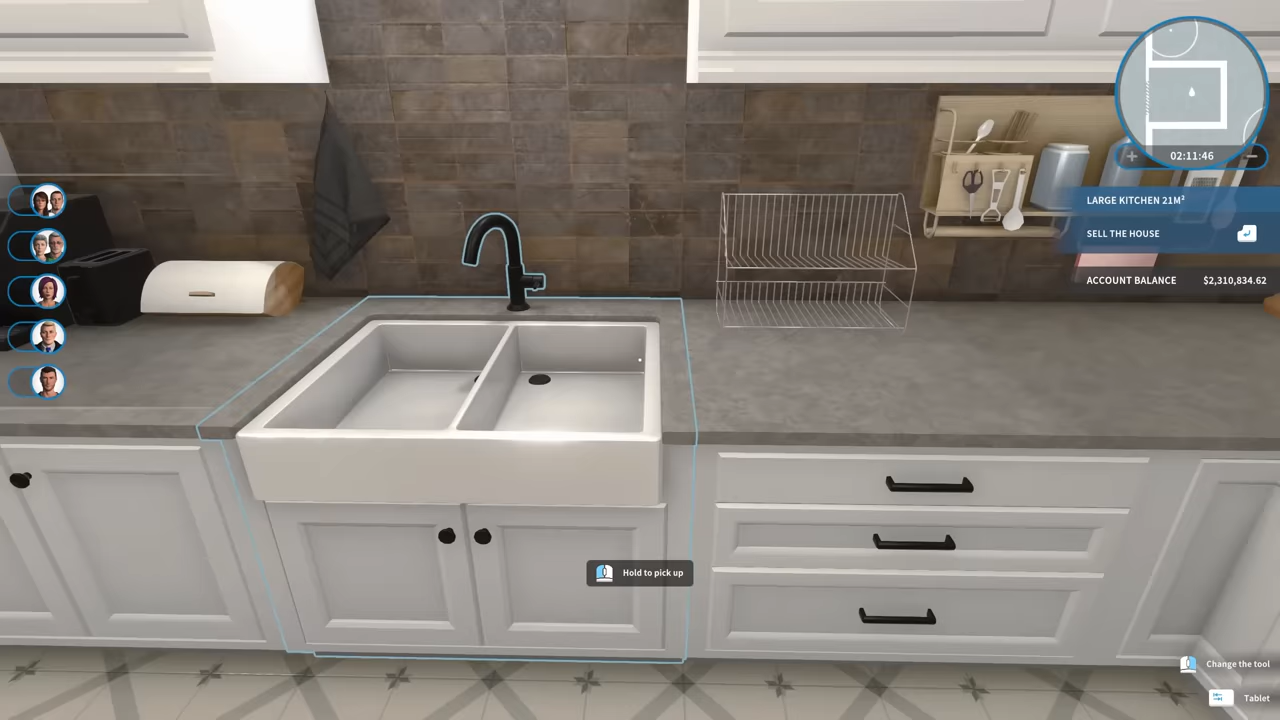 02:11:46
LARGE KITCHEN 21M²
SELL THE HOUSE
ACCOUNT BALANCE $2,310,834.62
Hold to pick up
Change the tool
Tablet